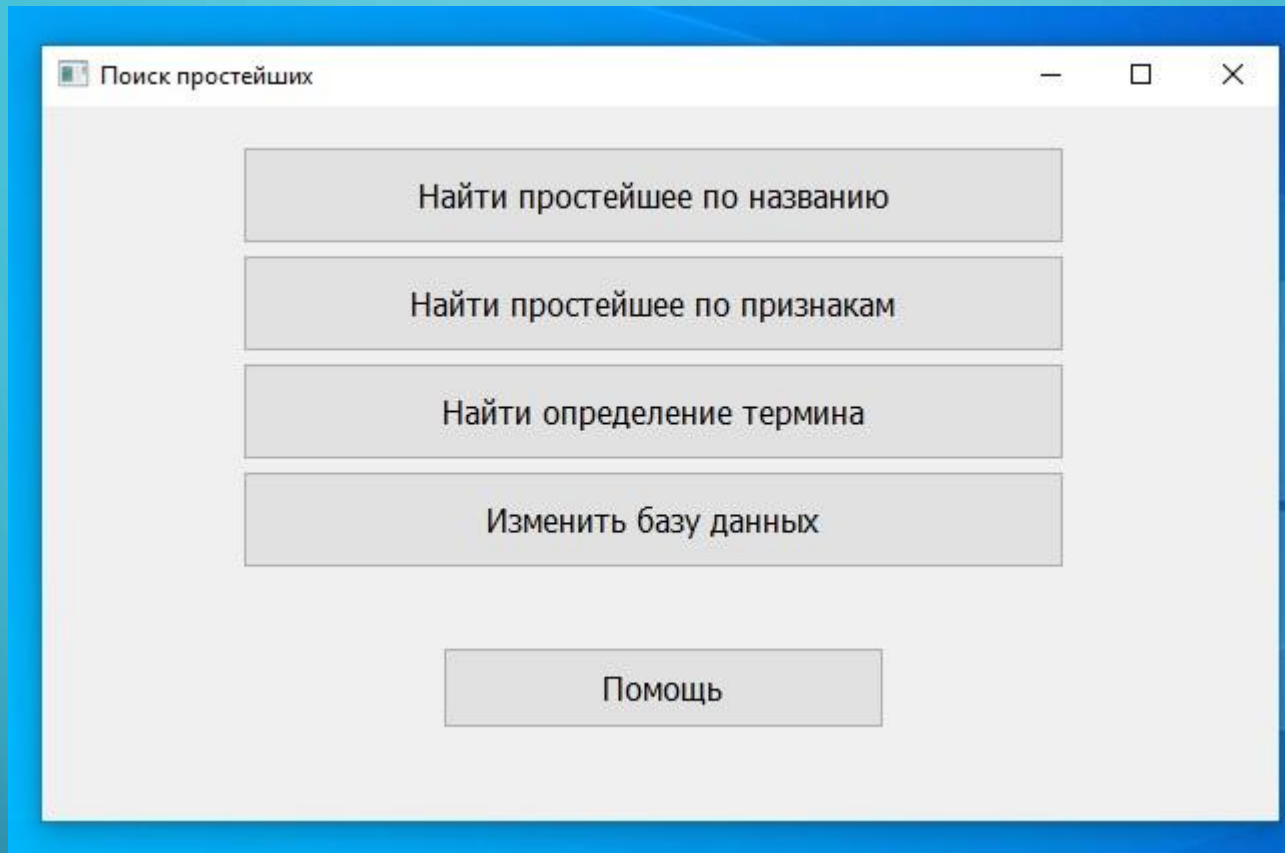 Поиск простейших
Найти простейшее по названию
Найти простейшее по признакам
Найти определение термина
Изменить базу данных
Помощь